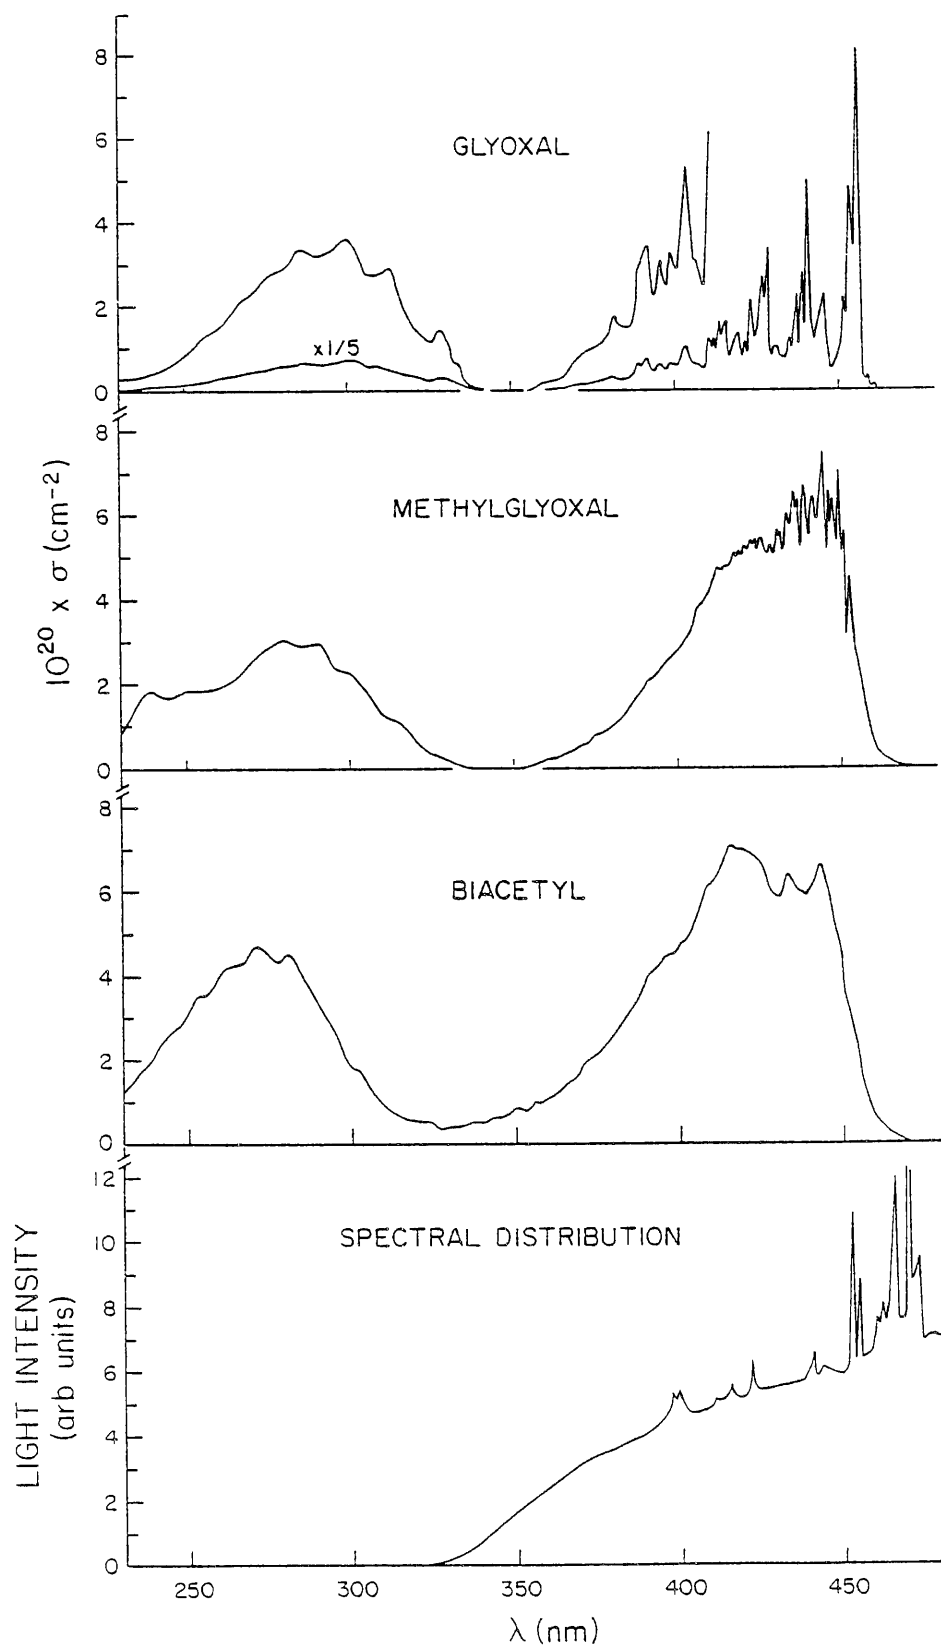 8
6
4
2
0
GLYOXAL
x1/5
8
6
4
2
0
METHYLGLYOXAL
10²⁰ x σ (cm⁻²)
8
6
4
2
0
BIACETYL
12
10
8
6
4
2
0
SPECTRAL DISTRIBUTION
LIGHT INTENSITY
(arb units)
250 300 350 400 450
λ (nm)